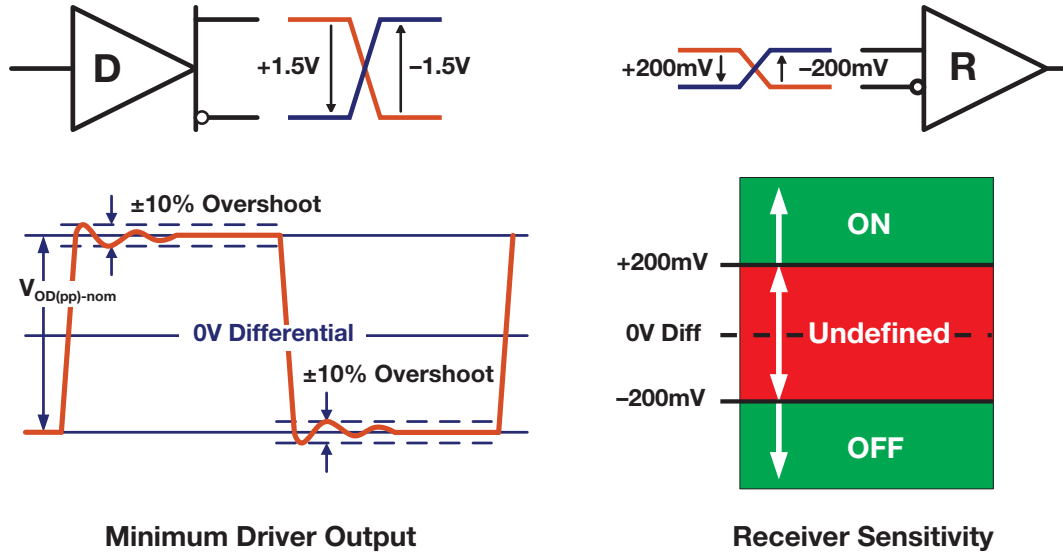 D
+1.5V
−1.5V
+200mV
−200mV
R
±10% Overshoot
VOD(pp)-nom
0V Differential
±10% Overshoot
Minimum Driver Output
ON
+200mV
0V Diff
Undefined
−200mV
OFF
Receiver Sensitivity